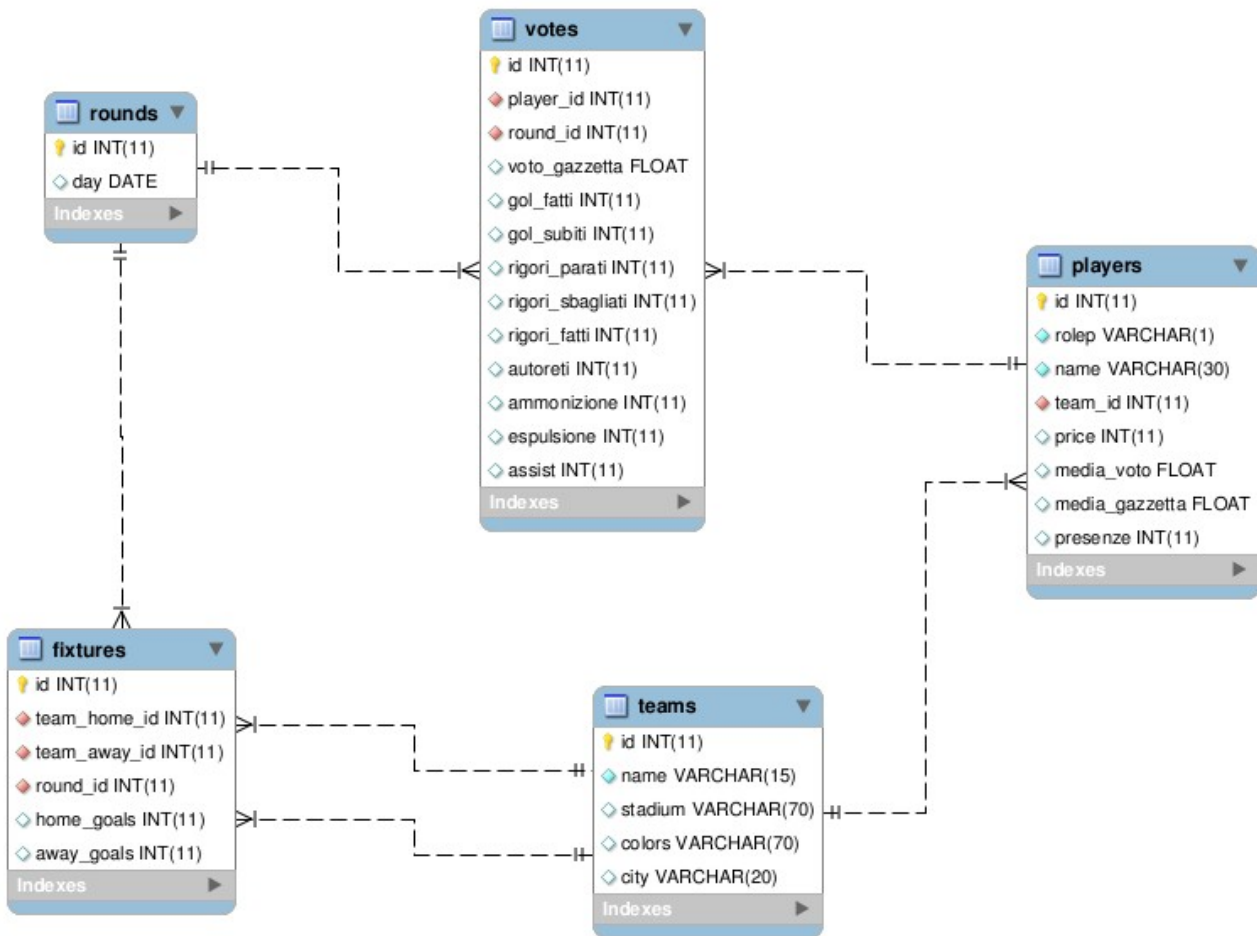 votes
id INT(11)
player_id INT(11)
round_id INT(11)
voto_gazzetta FLOAT
gol_fatti INT(11)
gol_subiti INT(11)
rigori_parati INT(11)
rigori_sbagliati INT(11)
rigori_fatti INT(11)
autoreti INT(11)
ammonizione INT(11)
espulsione INT(11)
assist INT(11)
Indexes
rounds
id INT(11)
day DATE
Indexes
players
id INT(11)
rolep VARCHAR(1)
name VARCHAR(30)
team_id INT(11)
price INT(11)
media_voto FLOAT
media_gazzetta FLOAT
presenze INT(11)
Indexes
fixtures
id INT(11)
team_home_id INT(11)
team_away_id INT(11)
round_id INT(11)
home_goals INT(11)
away_goals INT(11)
Indexes
teams
id INT(11)
name VARCHAR(15)
stadium VARCHAR(70)
colors VARCHAR(70)
city VARCHAR(20)
Indexes